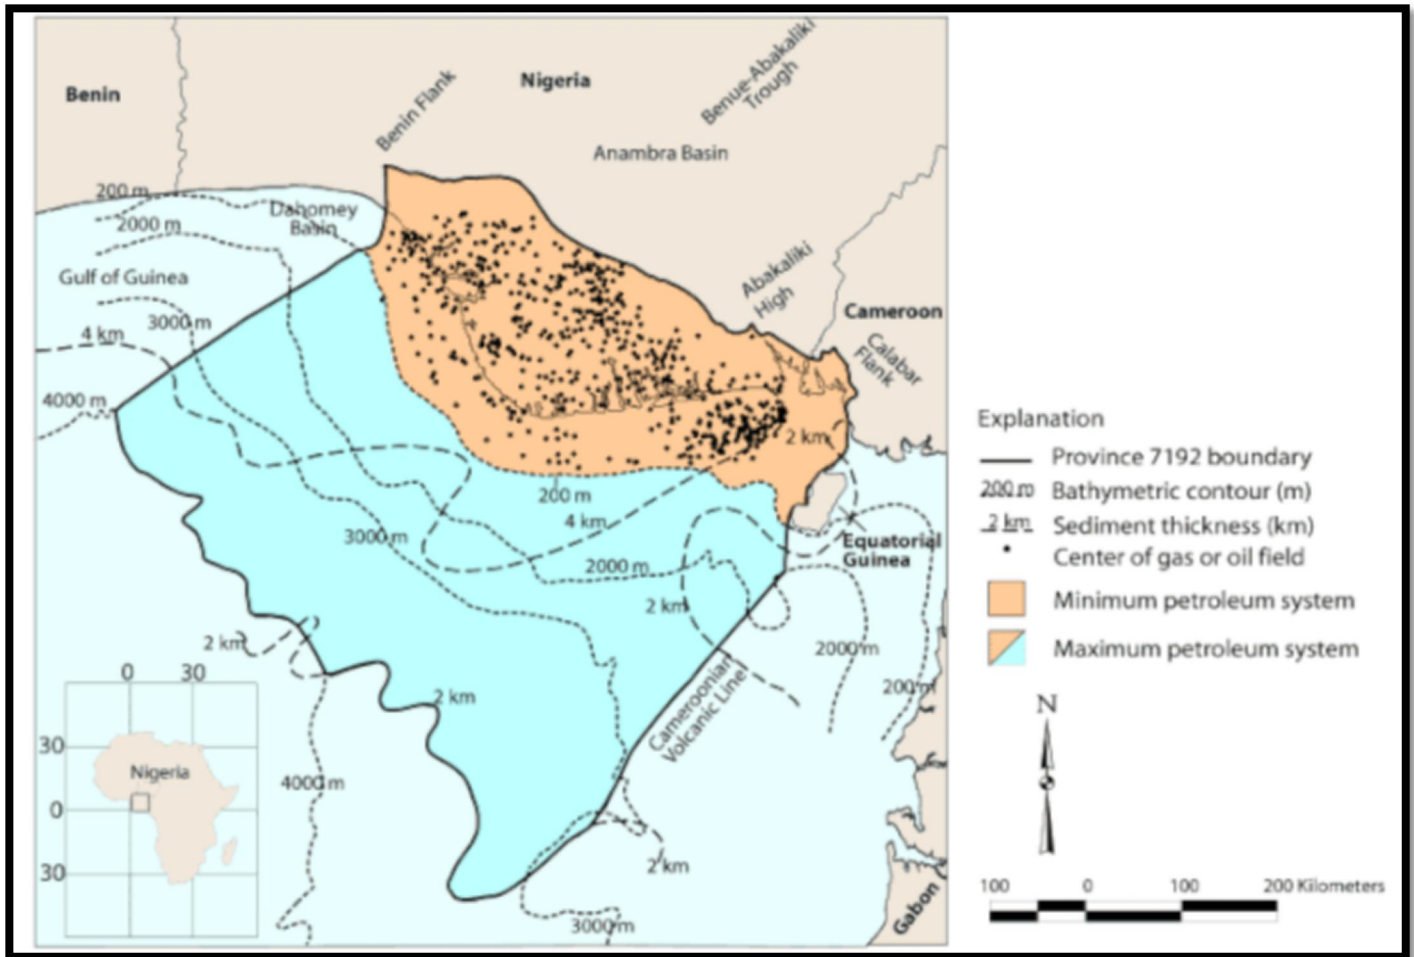 Benin
Nigeria
Benin Flank
Benue-Abakaliki
Trough
Anambra Basin
200 m
2000 m
Dahomey
Basin
Gulf of Guinea
3000 m
4 km
4000 m
Abakaliki
High
Cameroon
Calabar
Flank
2 km
200 m
4 km
3000 m
2000 m
Equatorial
Guinea
2 km
2 km
2000 m
200 m
2 km
Cameroonian
Volcanic Line
4000 m
2 km
3000 m
Gabon
0 30
30
Nigeria
0
30
Explanation
Province 7192 boundary
200 m Bathymetric contour (m)
2 km Sediment thickness (km)
Center of gas or oil field
Minimum petroleum system
Maximum petroleum system
N
100 0 100 200 Kilometers